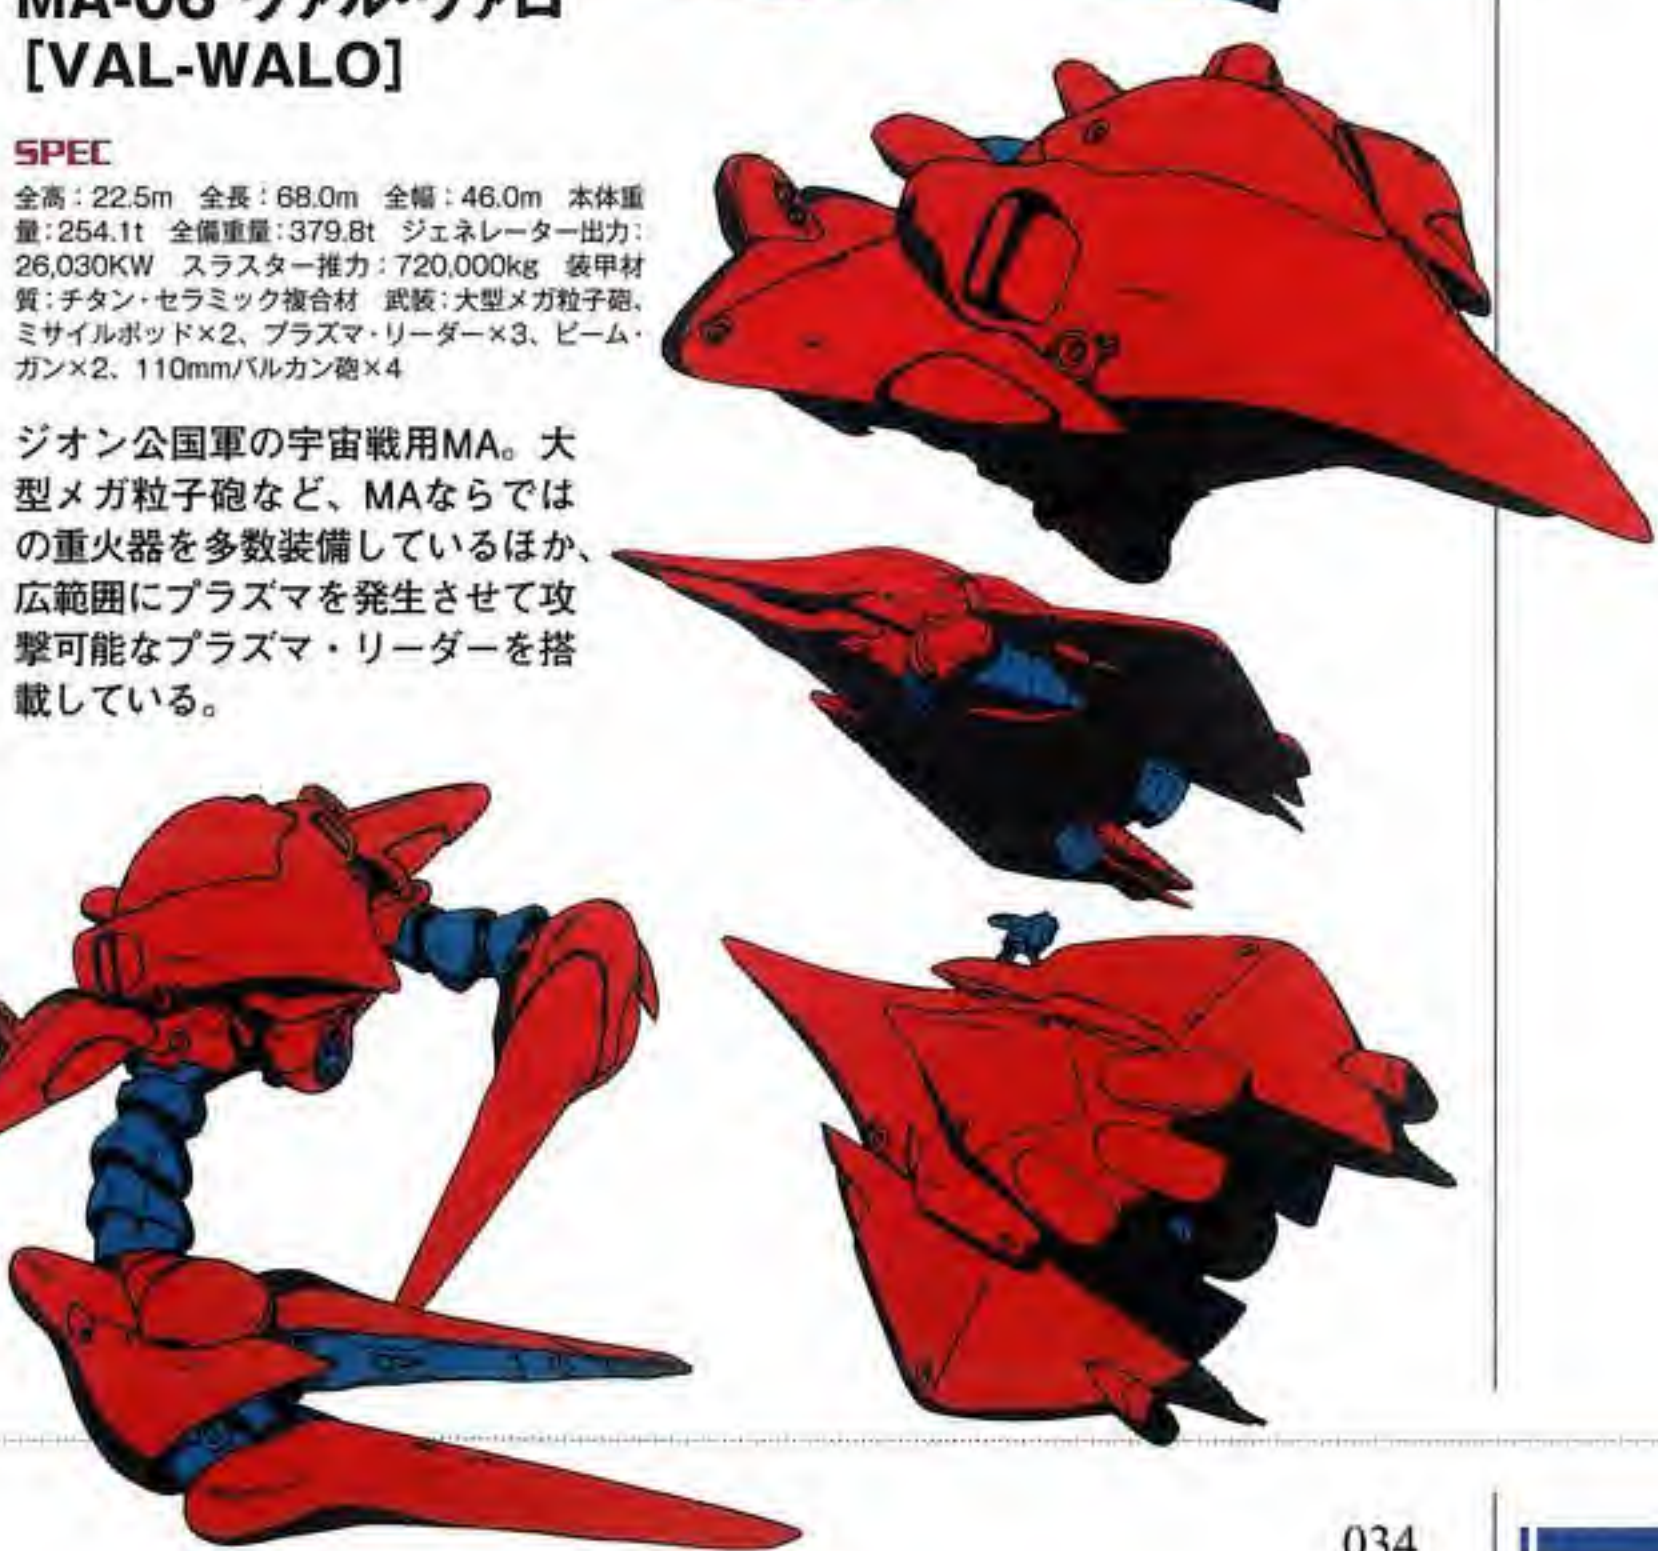 MA-06 ヴァル・ヴァロ
[VAL-WALO]
SPEC
全高：22.5m　全長：68.0m　全幅：46.0m　本体重
量：254.1t　全備重量：379.8t　ジェネレーター出力：
26,030KW　スラスター推力：720,000kg　装甲材
質：チタン・セラミック複合材　武装：大型メガ粒子砲、
ミサイルポッド×2、プラズマ・リーダー×3、ビーム・
ガン×2、110mmバルカン砲×4
ジオン公国軍の宇宙戦用MA。大
型メガ粒子砲など、MAならでは
の重火器を多数装備しているほか、
広範囲にプラズマを発生させて攻
撃可能なプラズマ・リーダーを搭
載している。
034